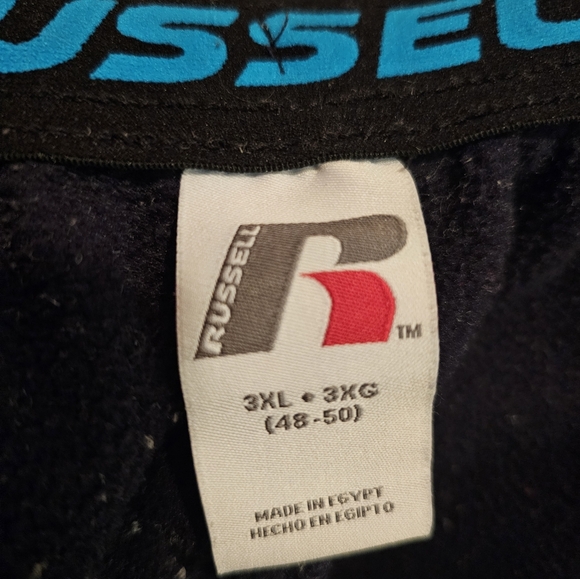 USSEL
RUSSELL
R
TM
3XL • 3XG
(48-50)
MADE IN EGYPT
HECHO EN EGIPTO